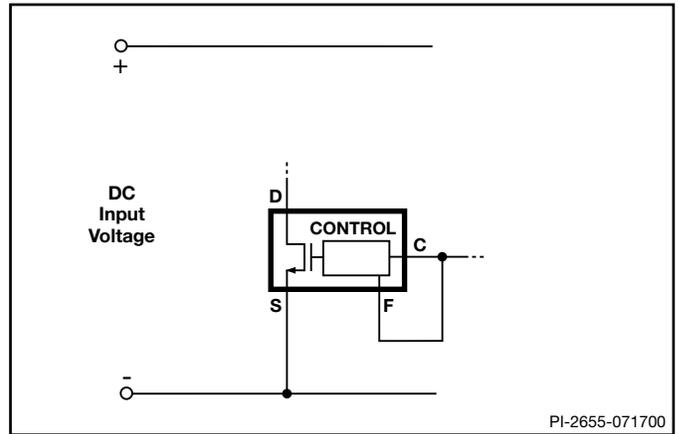 +
DC
Input
Voltage
D
CONTROL
C
S
F
-
PI-2655-071700